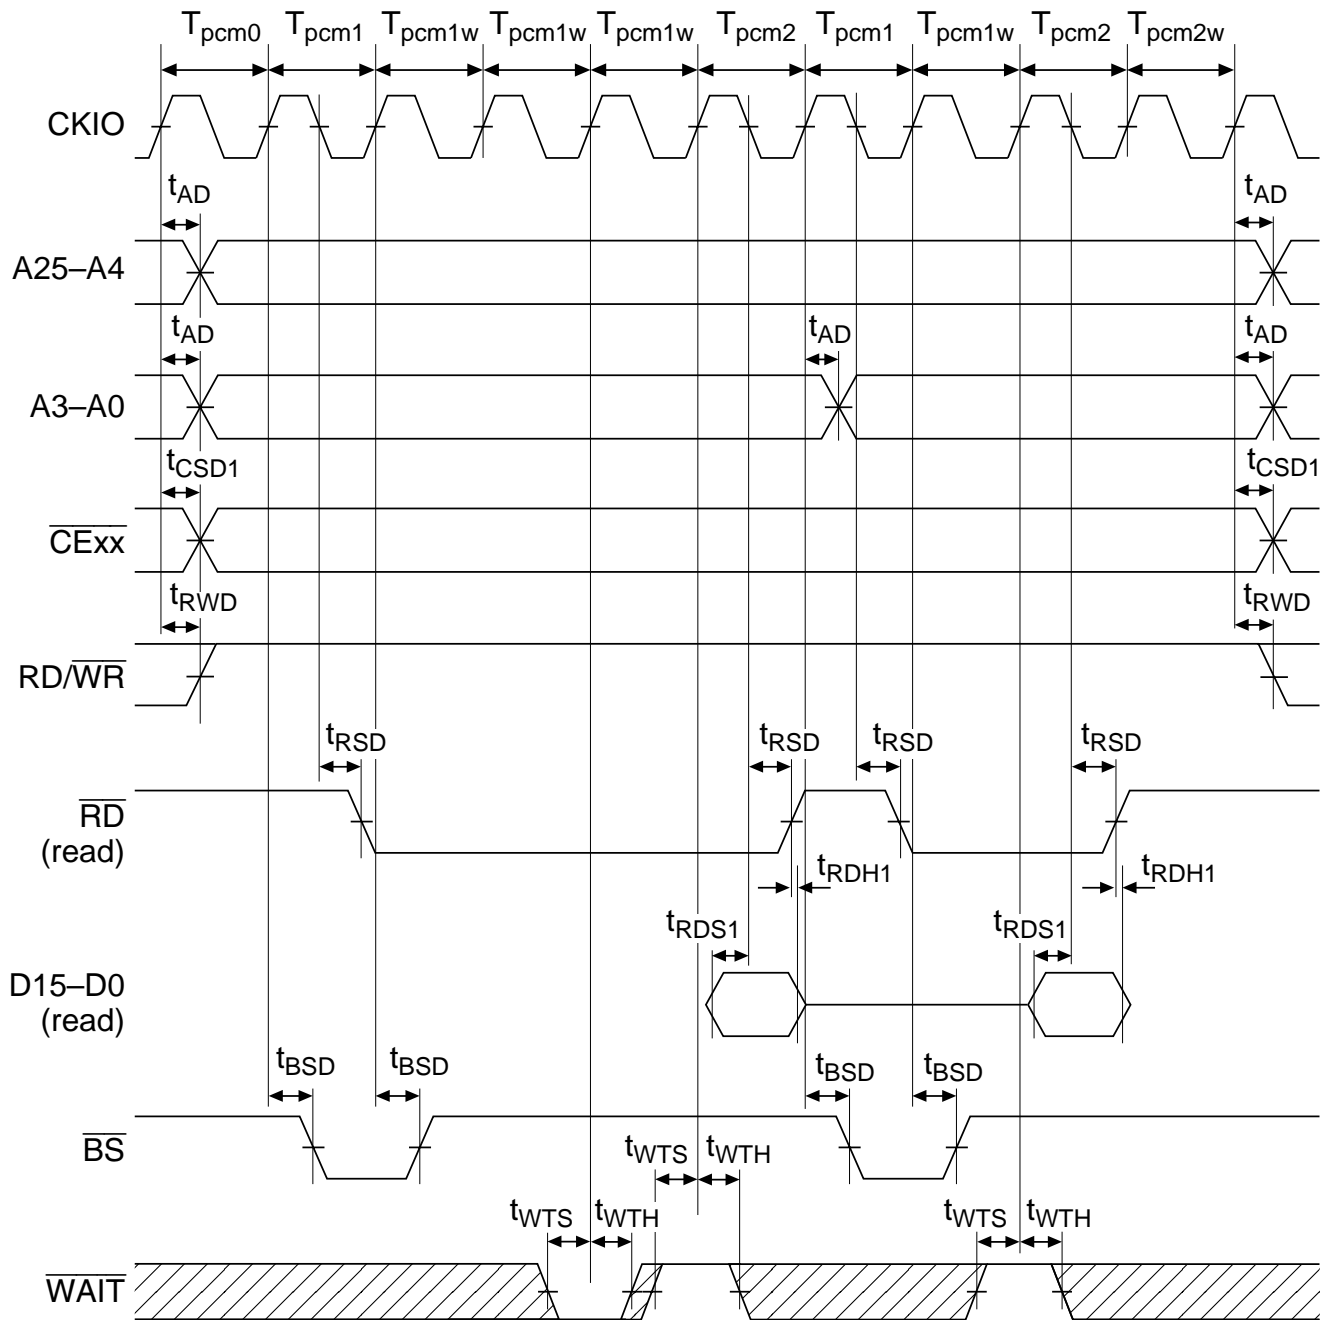 Tpcm0 Tpcm1 Tpcm1w Tpcm1w Tpcm1w Tpcm2 Tpcm1 Tpcm1w Tpcm2 Tpcm2w
CKIO
tAD tAD
A25–A4
tAD tAD tAD
A3–A0
tCSD1 tCSD1
CExx
tRWD tRWD
RD/WR
tRSD tRSD tRSD tRSD
RD
(read)
tRDH1 tRDH1
tRDS1 tRDS1
D15–D0
(read)
tBSD tBSD tBSD tBSD
BS
tWTS tWTH
tWTS tWTH tWTS tWTH
WAIT